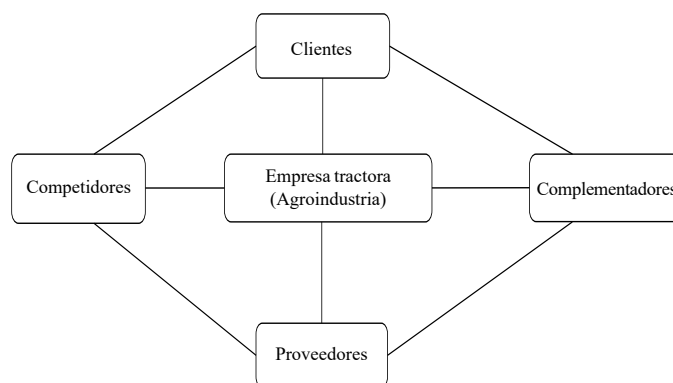 Clientes
Competidores
Empresa tractora
(Agroindustria)
Complementadores
Proveedores